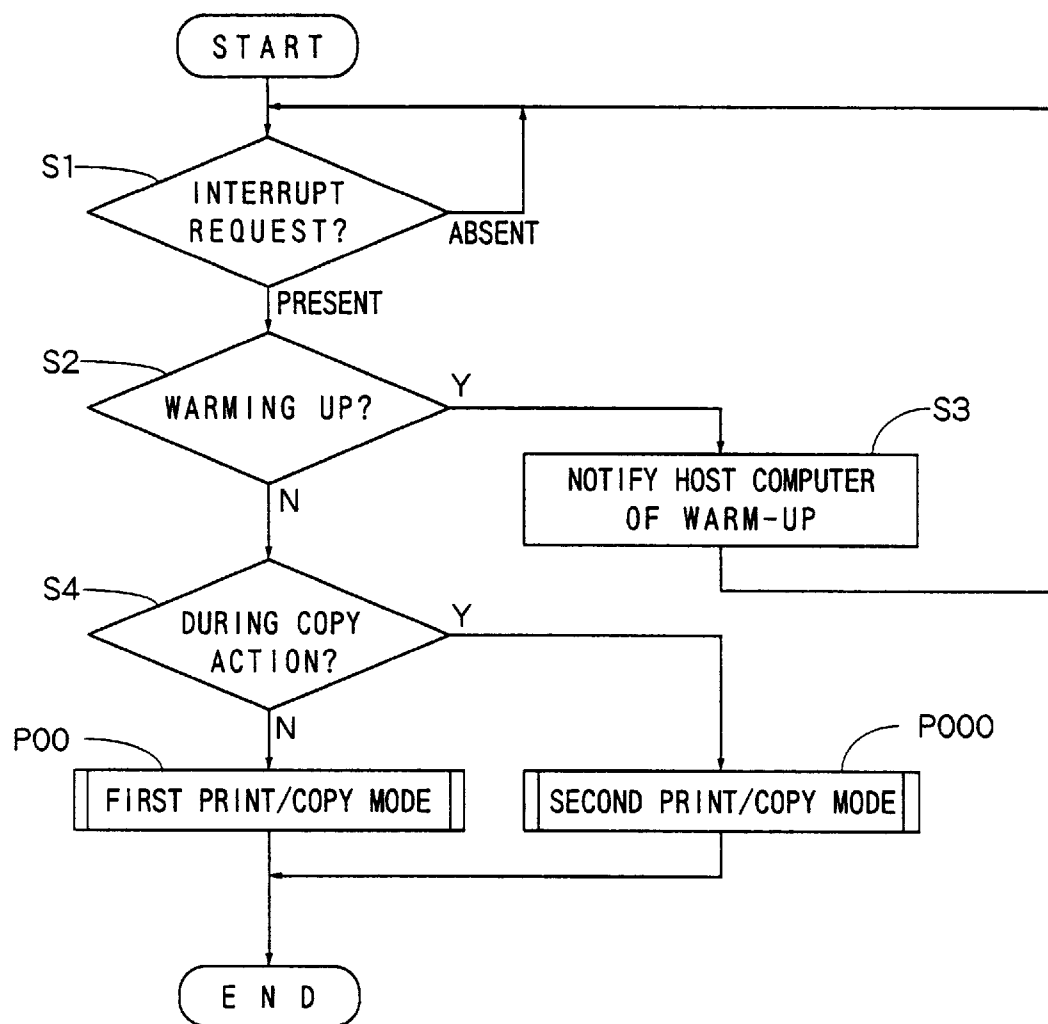 START
S1
INTERRUPT
REQUEST?
ABSENT
PRESENT
S2
WARMING UP?
Y
S3
NOTIFY HOST COMPUTER
OF WARM-UP
N
S4
DURING COPY
ACTION?
Y
N
P00
P000
FIRST PRINT/COPY MODE
SECOND PRINT/COPY MODE
END